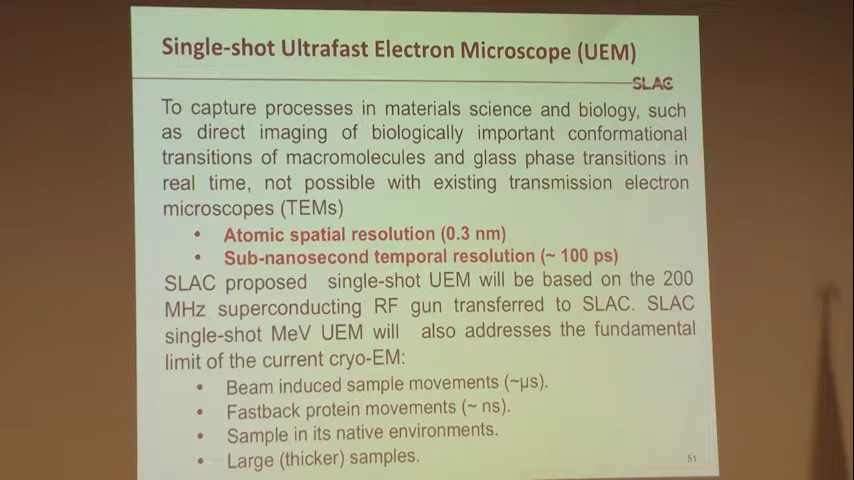 Single-shot Ultrafast Electron Microscope (UEM)
SLAC
To capture processes in materials science and biology, such
as direct imaging of biologically important conformational
transitions of macromolecules and glass phase transitions in
real time, not possible with existing transmission electron
microscopes (TEMs)
• Atomic spatial resolution (0.3 nm)
• Sub-nanosecond temporal resolution (~ 100 ps)
SLAC proposed single-shot UEM will be based on the 200
MHz superconducting RF gun transferred to SLAC. SLAC
single-shot MeV UEM will also addresses the fundamental
limit of the current cryo-EM:
• Beam induced sample movements (~µs).
• Fastback protein movements (~ ns).
• Sample in its native environments.
• Large (thicker) samples.
51